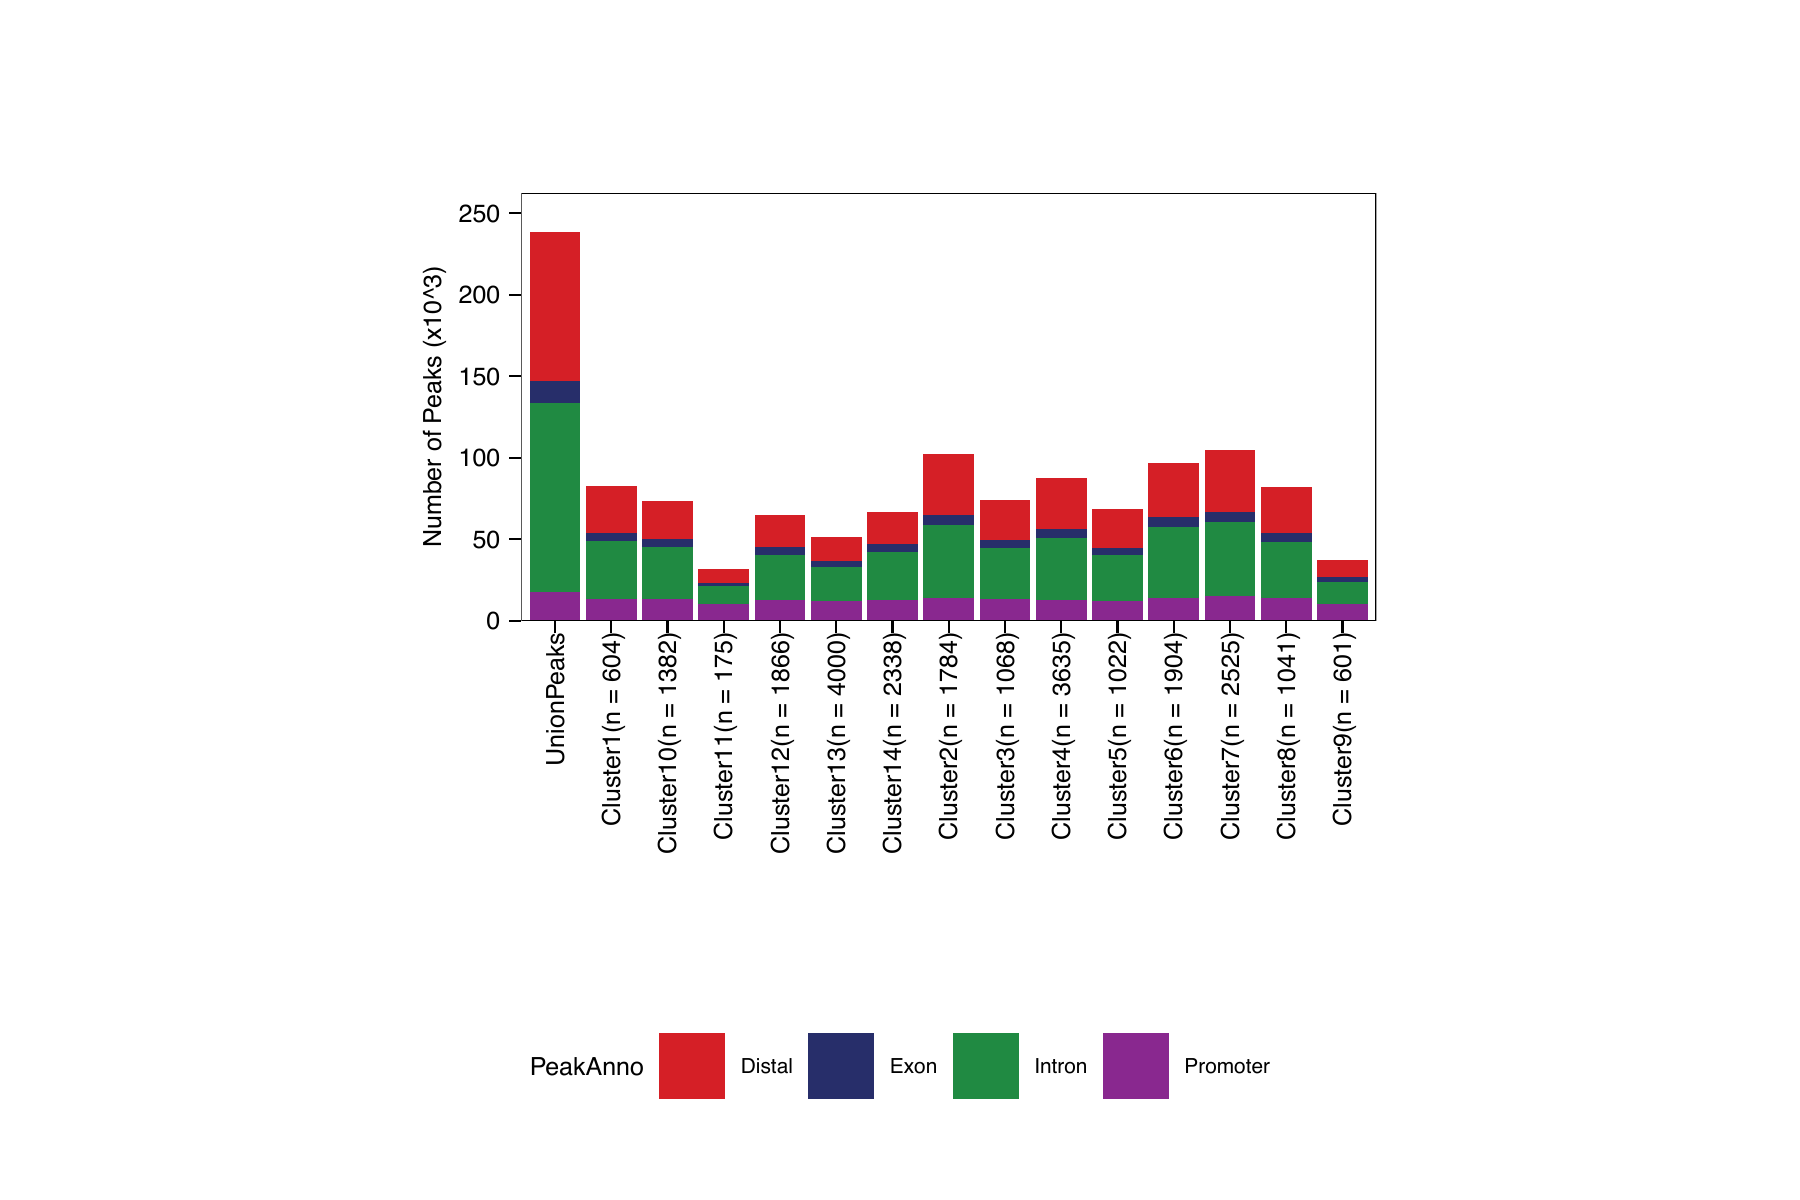 Number of Peaks (x10^3)
250
200
150
100
50
0
UnionPeaks
Cluster1(n = 604)
Cluster10(n = 1382)
Cluster11(n = 175)
Cluster12(n = 1866)
Cluster13(n = 4000)
Cluster14(n = 2338)
Cluster2(n = 1784)
Cluster3(n = 1068)
Cluster4(n = 3635)
Cluster5(n = 1022)
Cluster6(n = 1904)
Cluster7(n = 2525)
Cluster8(n = 1041)
Cluster9(n = 601)
PeakAnno Distal Exon Intron Promoter